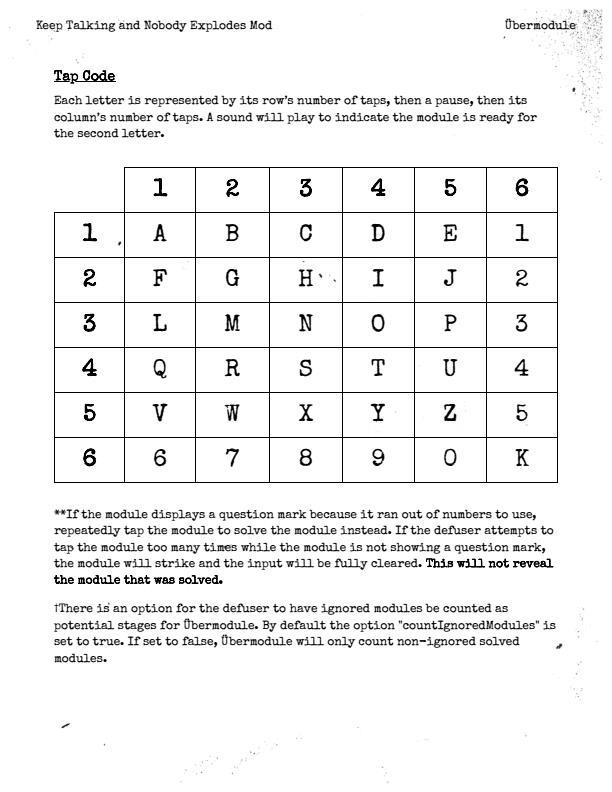 Keep Talking and Nobody Explodes Mod Übermodule
Tap Code
Each letter is represented by its row's number of taps, then a pause, then its
column's number of taps. A sound will play to indicate the module is ready for
the second letter.
1 2 3 4 5 6
1 A B C D E 1
2 F G H I J 2
3 L M N O P 3
4 Q R S T U 4
5 V W X Y Z 5
6 6 7 8 9 0 K
**If the module displays a question mark because it ran out of numbers to use,
repeatedly tap the module to solve the module instead. If the defuser attempts to
tap the module too many times while the module is not showing a question mark,
the module will strike and the input will be fully cleared. This will not reveal
the module that was solved.
†There is an option for the defuser to have ignored modules be counted as
potential stages for Übermodule. By default the option "countIgnoredModules" is
set to true. If set to false, Übermodule will only count non-ignored solved
modules.